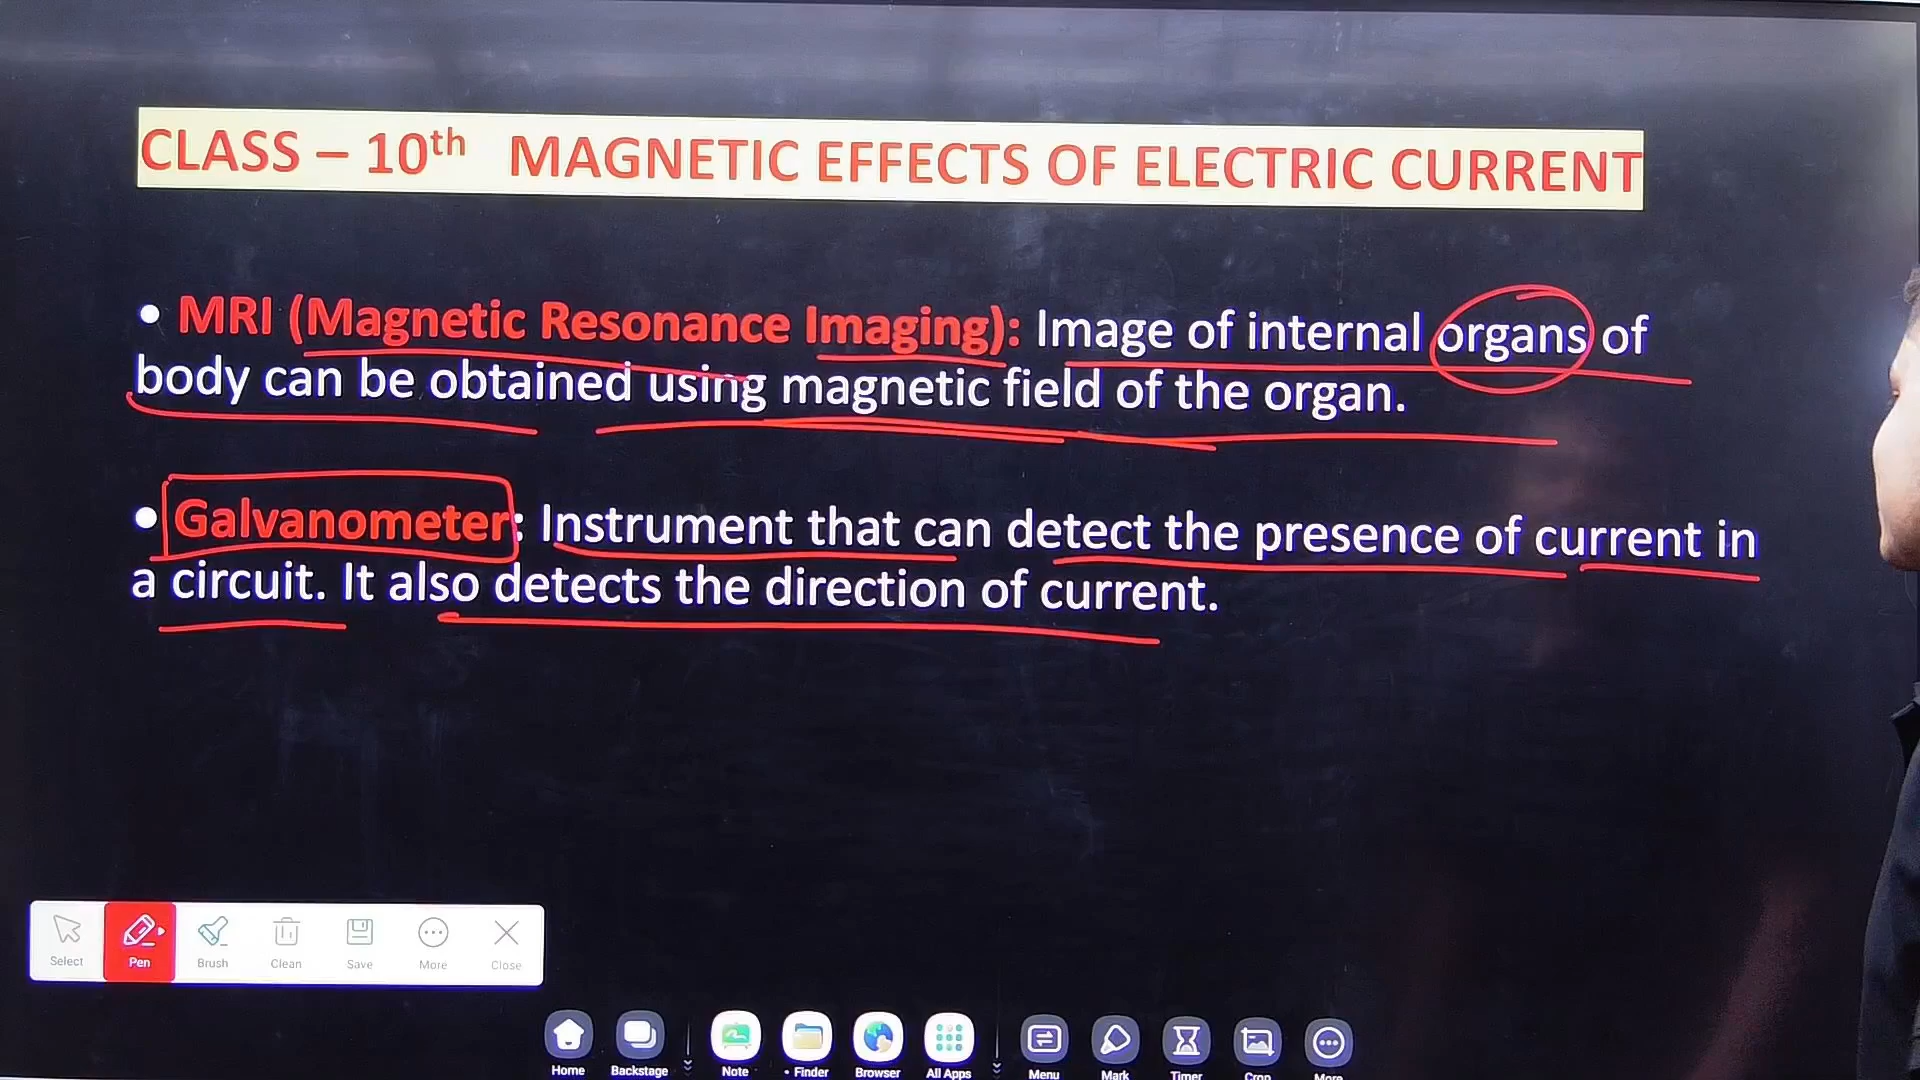 CLASS – 10th MAGNETIC EFFECTS OF ELECTRIC CURRENT
• MRI (Magnetic Resonance Imaging): Image of internal organs of
body can be obtained using magnetic field of the organ.
• Galvanometer: Instrument that can detect the presence of current in
a circuit. It also detects the direction of current.
Select Pen Brush Clean Save More Close
Home Backstage Note • Finder Browser All Apps Menu Mark Timer Crop More